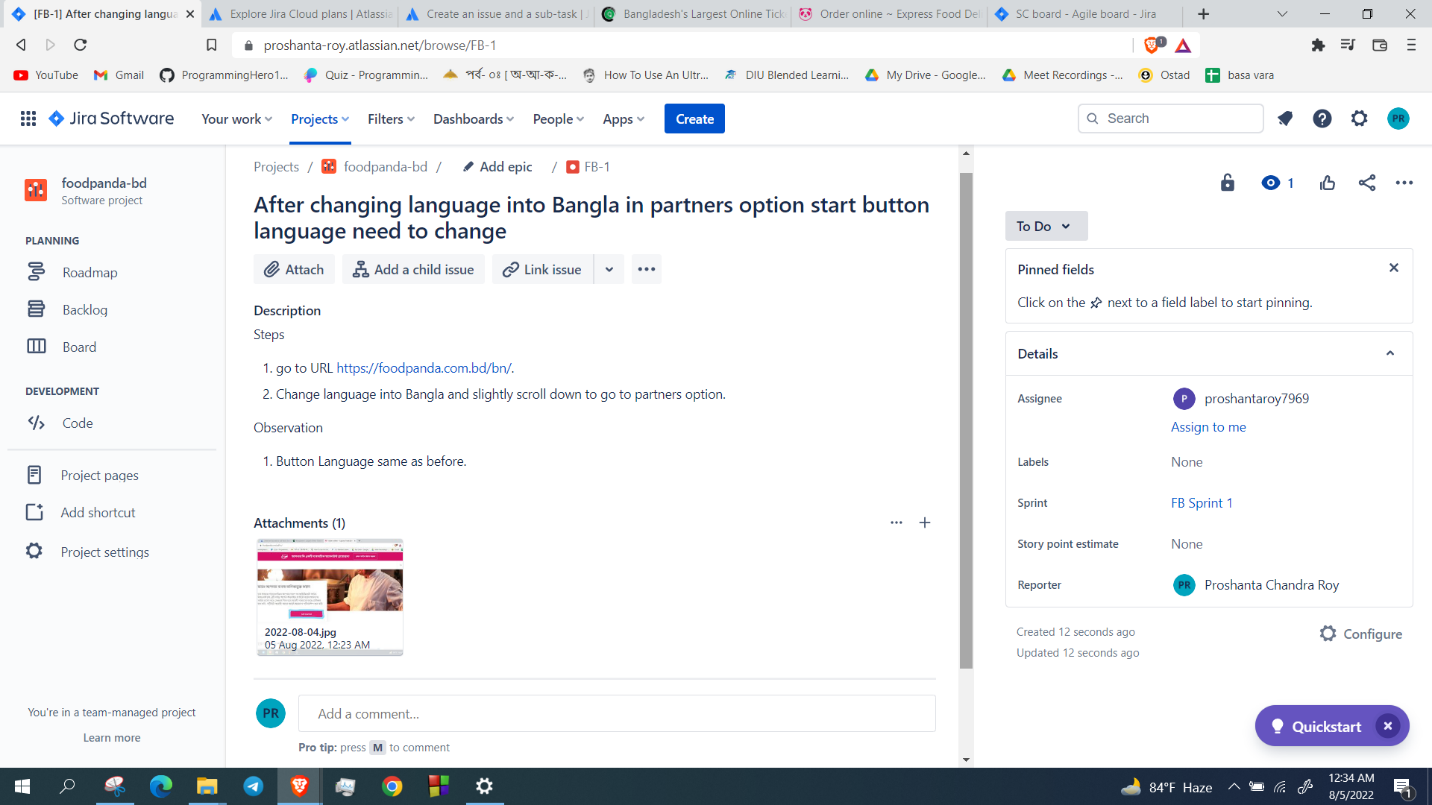 [FB-1] After changing langua
Explore Jira Cloud plans | Atlassia
Create an issue and a sub-task | J
Bangladesh's Largest Online Tick
Order online ~ Express Food Del
SC board - Agile board - Jira
proshanta-roy.atlassian.net/browse/FB-1
1
YouTube
Gmail
ProgrammingHero1...
Quiz - Programmin...
পর্ব- ০৪ [ অ-আ-ক-...
How To Use An Ultr...
DIU Blended Learni...
My Drive - Google...
Meet Recordings -...
Ostad
basa vara
Jira Software
Your work
Projects
Filters
Dashboards
People
Apps
Create
Search
PR
foodpanda-bd
Software project
PLANNING
Roadmap
Backlog
Board
DEVELOPMENT
Code
Project pages
Add shortcut
Project settings
You're in a team-managed project
Learn more
Projects / foodpanda-bd / Add epic / FB-1
After changing language into Bangla in partners option start button
language need to change
Attach
Add a child issue
Link issue
Description
Steps
1. go to URL https://foodpanda.com.bd/bn/.
2. Change language into Bangla and slightly scroll down to go to partners option.
Observation
1. Button Language same as before.
Attachments (1)
2022-08-04.jpg
05 Aug 2022, 12:23 AM
PR
Add a comment...
Pro tip: press M to comment
1
To Do
Pinned fields
Click on the next to a field label to start pinning.
Details
Assignee
P proshantaroy7969
Assign to me
Labels
None
Sprint
FB Sprint 1
Story point estimate
None
Reporter
PR Proshanta Chandra Roy
Created 12 seconds ago
Updated 12 seconds ago
Configure
Quickstart
84°F Haze
12:34 AM
8/5/2022
1